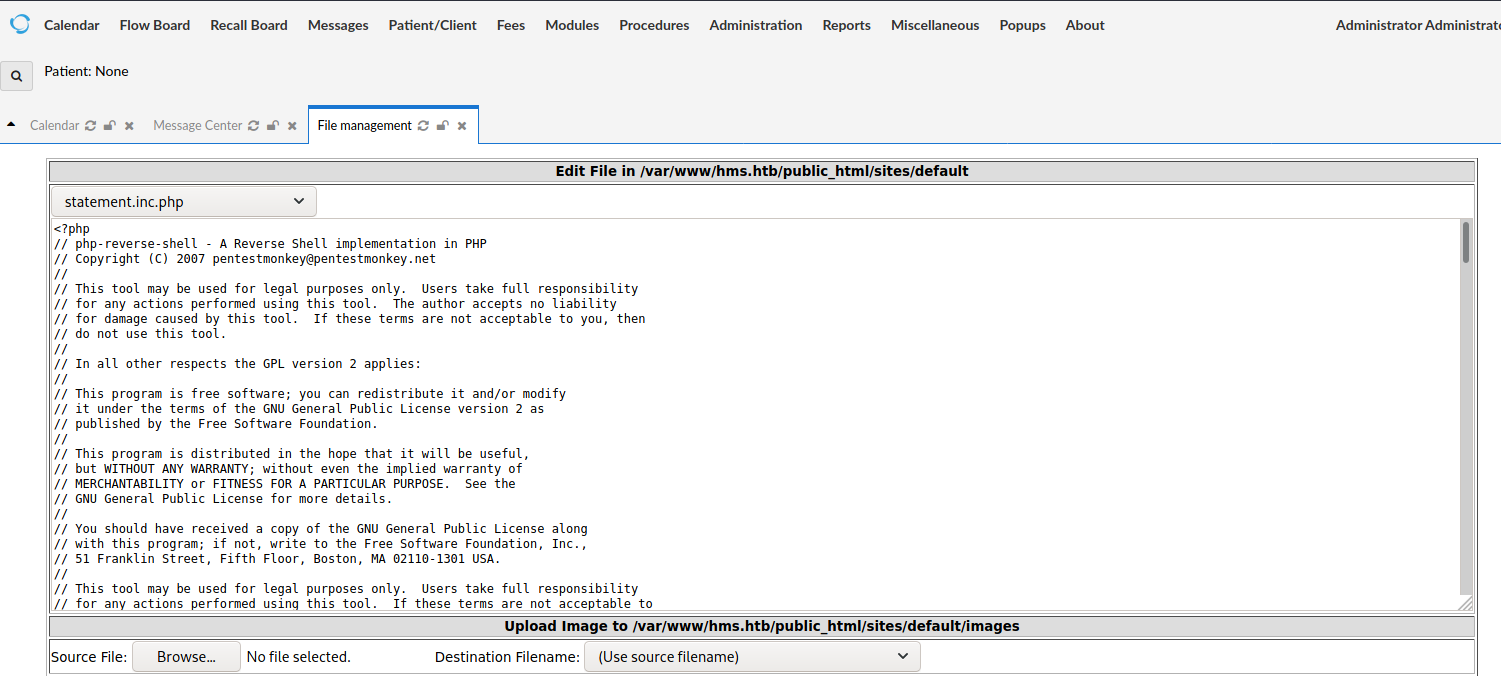 Calendar Flow Board Recall Board Messages Patient/Client Fees Modules Procedures Administration Reports Miscellaneous Popups About Administrator Administrato
Patient: None
Calendar Message Center File management
Edit File in /var/www/hms.htb/public_html/sites/default
statement.inc.php
<?php
// php-reverse-shell - A Reverse Shell implementation in PHP
// Copyright (C) 2007 pentestmonkey@pentestmonkey.net
//
// This tool may be used for legal purposes only.  Users take full responsibility
// for any actions performed using this tool.  The author accepts no liability
// for damage caused by this tool.  If these terms are not acceptable to you, then
// do not use this tool.
//
// In all other respects the GPL version 2 applies:
//
// This program is free software; you can redistribute it and/or modify
// it under the terms of the GNU General Public License version 2 as
// published by the Free Software Foundation.
//
// This program is distributed in the hope that it will be useful,
// but WITHOUT ANY WARRANTY; without even the implied warranty of
// MERCHANTABILITY or FITNESS FOR A PARTICULAR PURPOSE.  See the
// GNU General Public License for more details.
//
// You should have received a copy of the GNU General Public License along
// with this program; if not, write to the Free Software Foundation, Inc.,
// 51 Franklin Street, Fifth Floor, Boston, MA 02110-1301 USA.
//
// This tool may be used for legal purposes only.  Users take full responsibility
// for any actions performed using this tool.  If these terms are not acceptable to
Upload Image to /var/www/hms.htb/public_html/sites/default/images
Source File: Browse... No file selected. Destination Filename: (Use source filename)